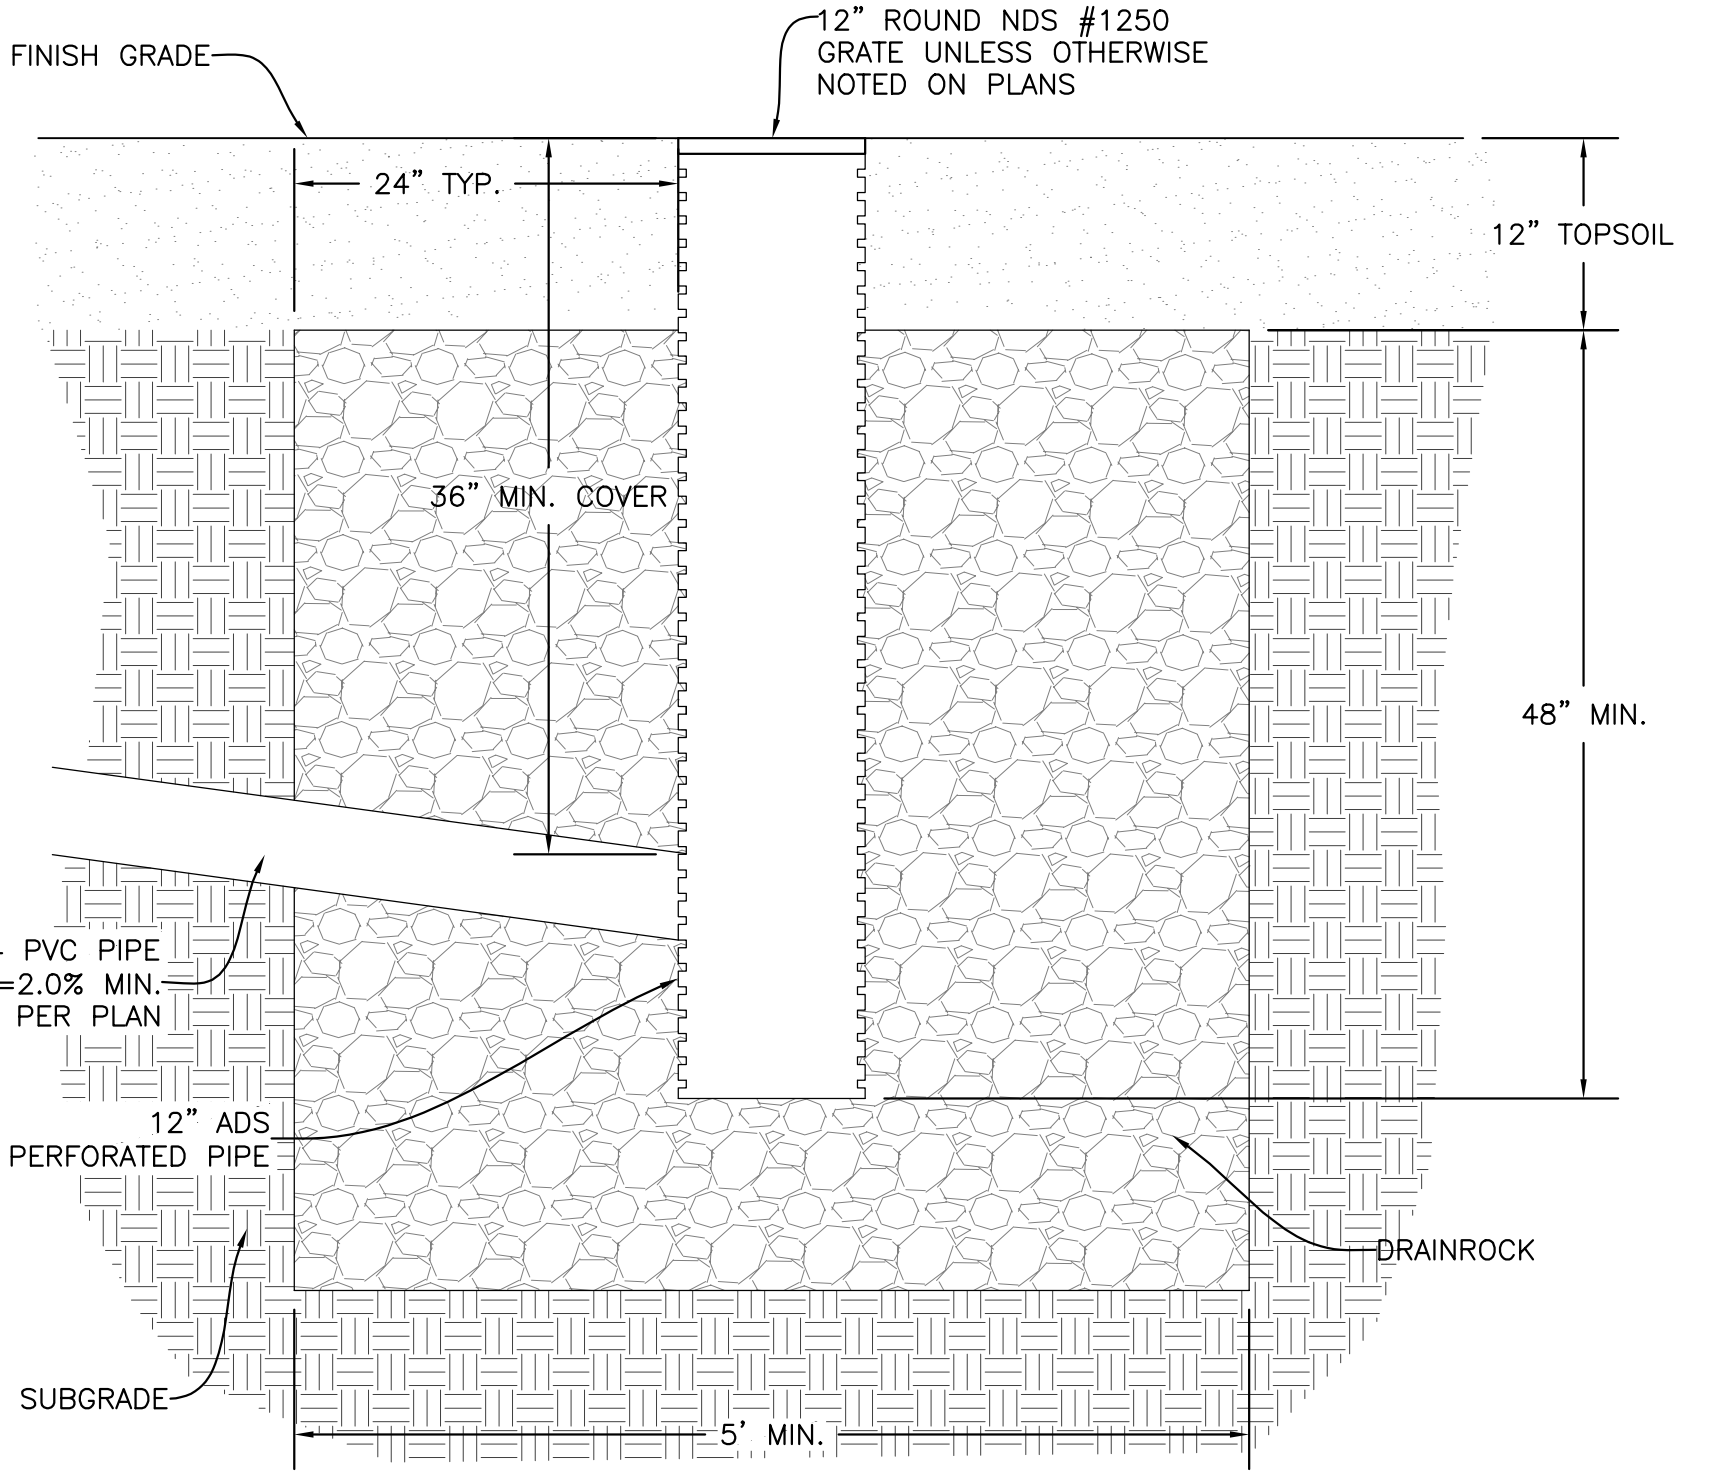 12” ROUND NDS #1250
GRATE UNLESS OTHERWISE
NOTED ON PLANS
FINISH GRADE
24” TYP.
12” TOPSOIL
36” MIN. COVER
48” MIN.
PVC PIPE
=2.0% MIN.
PER PLAN
12” ADS
PERFORATED PIPE
DRAINROCK
SUBGRADE
5’ MIN.